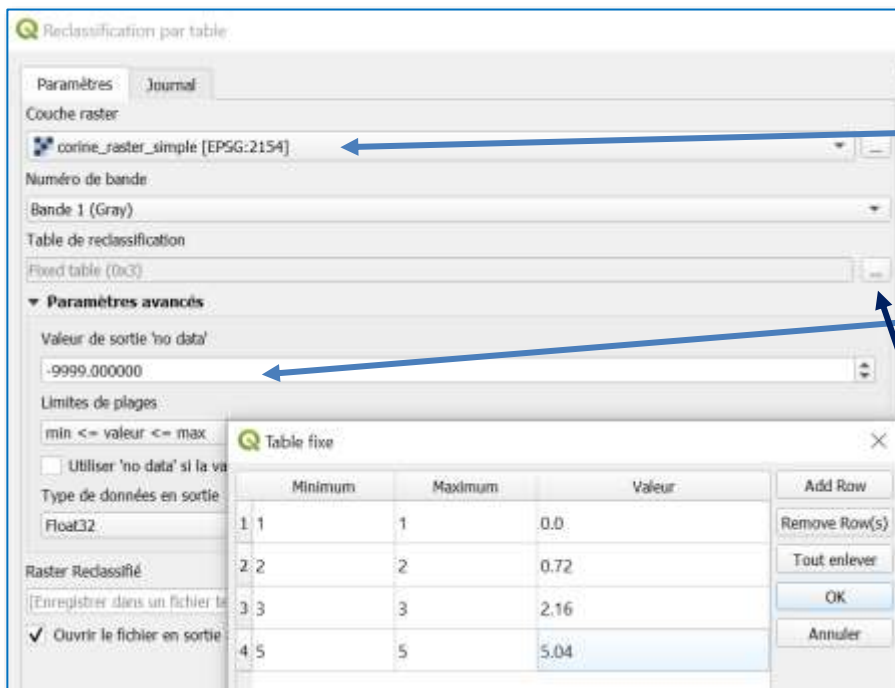 Reclassification par table
Paramètres Journal
Couche raster
corine_raster_simple [EPSG:2154]
...
Numéro de bande
Bande 1 (Gray)
Table de reclassification
Fixed table (0x3)
...
Paramètres avancés
Valeur de sortie 'no data'
-9999.000000
Limites de plages
min <= valeur <= max
Utiliser 'no data' si la
Type de données en sortie
Float32
Raster Reclassifié
[Enregistrer dans un fichier
Ouvrir le fichier en sortie
Table fixe
Minimum Maximum Valeur
1 1 1 0.0
2 2 2 0.72
3 3 3 2.16
4 5 5 5.04
Add Row
Remove Row(s)
Tout enlever
OK
Annuler